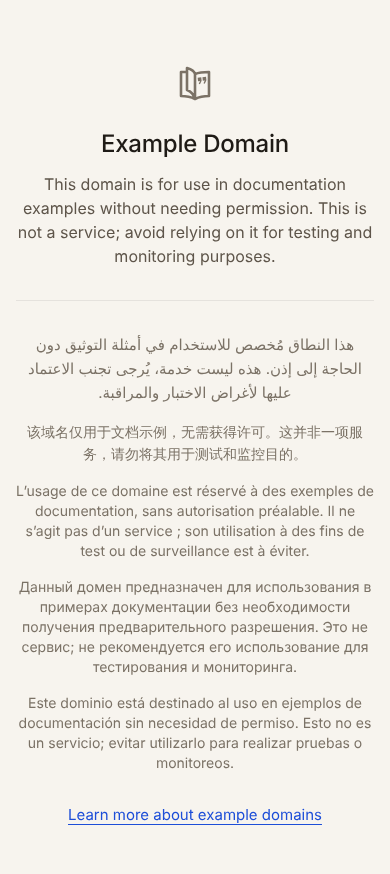 Example Domain
This domain is for use in documentation
examples without needing permission. This is
not a service; avoid relying on it for testing and
monitoring purposes.
هذا النطاق مُخصص للاستخدام في أمثلة التوثيق دون
الحاجة إلى إذن. هذه ليست خدمة، يُرجى تجنب الاعتماد
عليها لأغراض الاختبار والمراقبة.
该域名仅用于文档示例，无需获得许可。这并非一项服
务，请勿将其用于测试和监控目的。
L’usage de ce domaine est réservé à des exemples de
documentation, sans autorisation préalable. Il ne
s’agit pas d’un service ; son utilisation à des fins de
test ou de surveillance est à éviter.
Данный домен предназначен для использования в
примерах документации без необходимости
получения предварительного разрешения. Это не
сервис; не рекомендуется его использование для
тестирования и мониторинга.
Este dominio está destinado al uso en ejemplos de
documentación sin necesidad de permiso. Esto no es
un servicio; evitar utilizarlo para realizar pruebas o
monitoreos.
Learn more about example domains